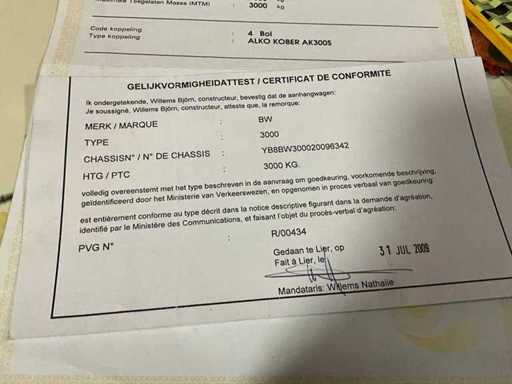 Toegelaten Massa (MTM) : 3000 kg
Code koppeling : 4 Bol
Type koppeling : ALKO KOBER AK300S
GELIJKVORMIGHEIDATTEST / CERTIFICAT DE CONFORMITE
Ik ondergetekende, Willems Björn, constructeur, bevestig dat de aanhangwagen:
Je soussigné, Willems Björn, constructeur, atteste que, la remorque:
MERK / MARQUE : BW
TYPE : 3000
CHASSISN° / N° DE CHASSIS : YB8BW300020096342
HTG / PTC : 3000 KG.
volledig overeenstemt met het type beschreven in de aanvraag om goedkeuring, voorkomende beschrijving,
geïdentificeerd door het Ministerie van Verkeerswezen, en opgenomen in proces verbaal van goedkeuring:
est entièrement conforme au type décrit dans la notice descriptive figurant dans la demande d'agréation,
identifié par le Ministère des Communications, et faisant l'objet du procès-verbal d'agréation:
PVG N° : R/00434
Gedaan te Lier, op
Fait à Lier, le 31 JUL 2009
Mandataris: Willems Nathalie